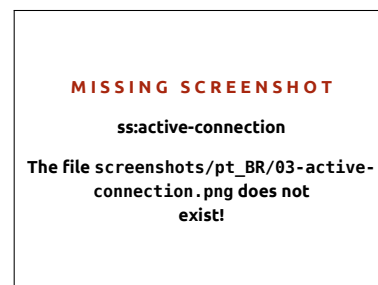 MISSING SCREENSHOT
ss:active-connection
The file screenshots/pt_BR/03-active-
connection.png does not
exist!